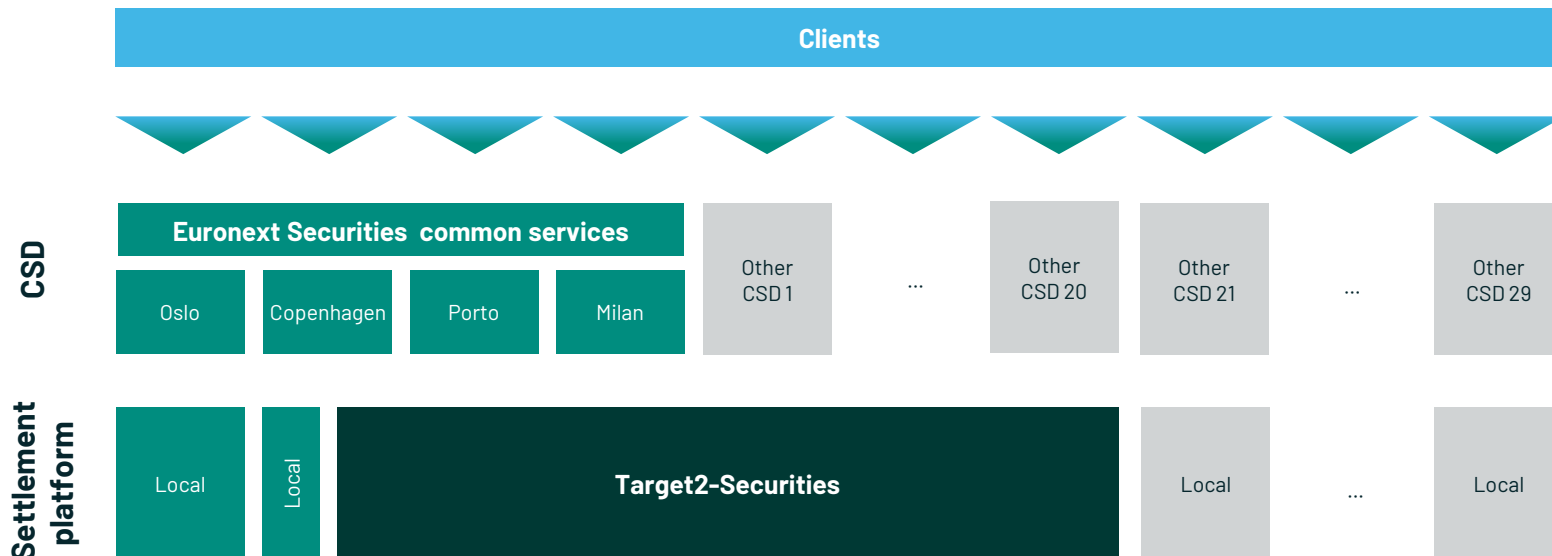 Clients
CSD
Euronext Securities common services
Oslo
Copenhagen
Porto
Milan
Other
CSD 1
...
Other
CSD 20
Other
CSD 21
...
Other
CSD 29
Settlement
platform
Local
Local
Target2-Securities
Local
...
Local